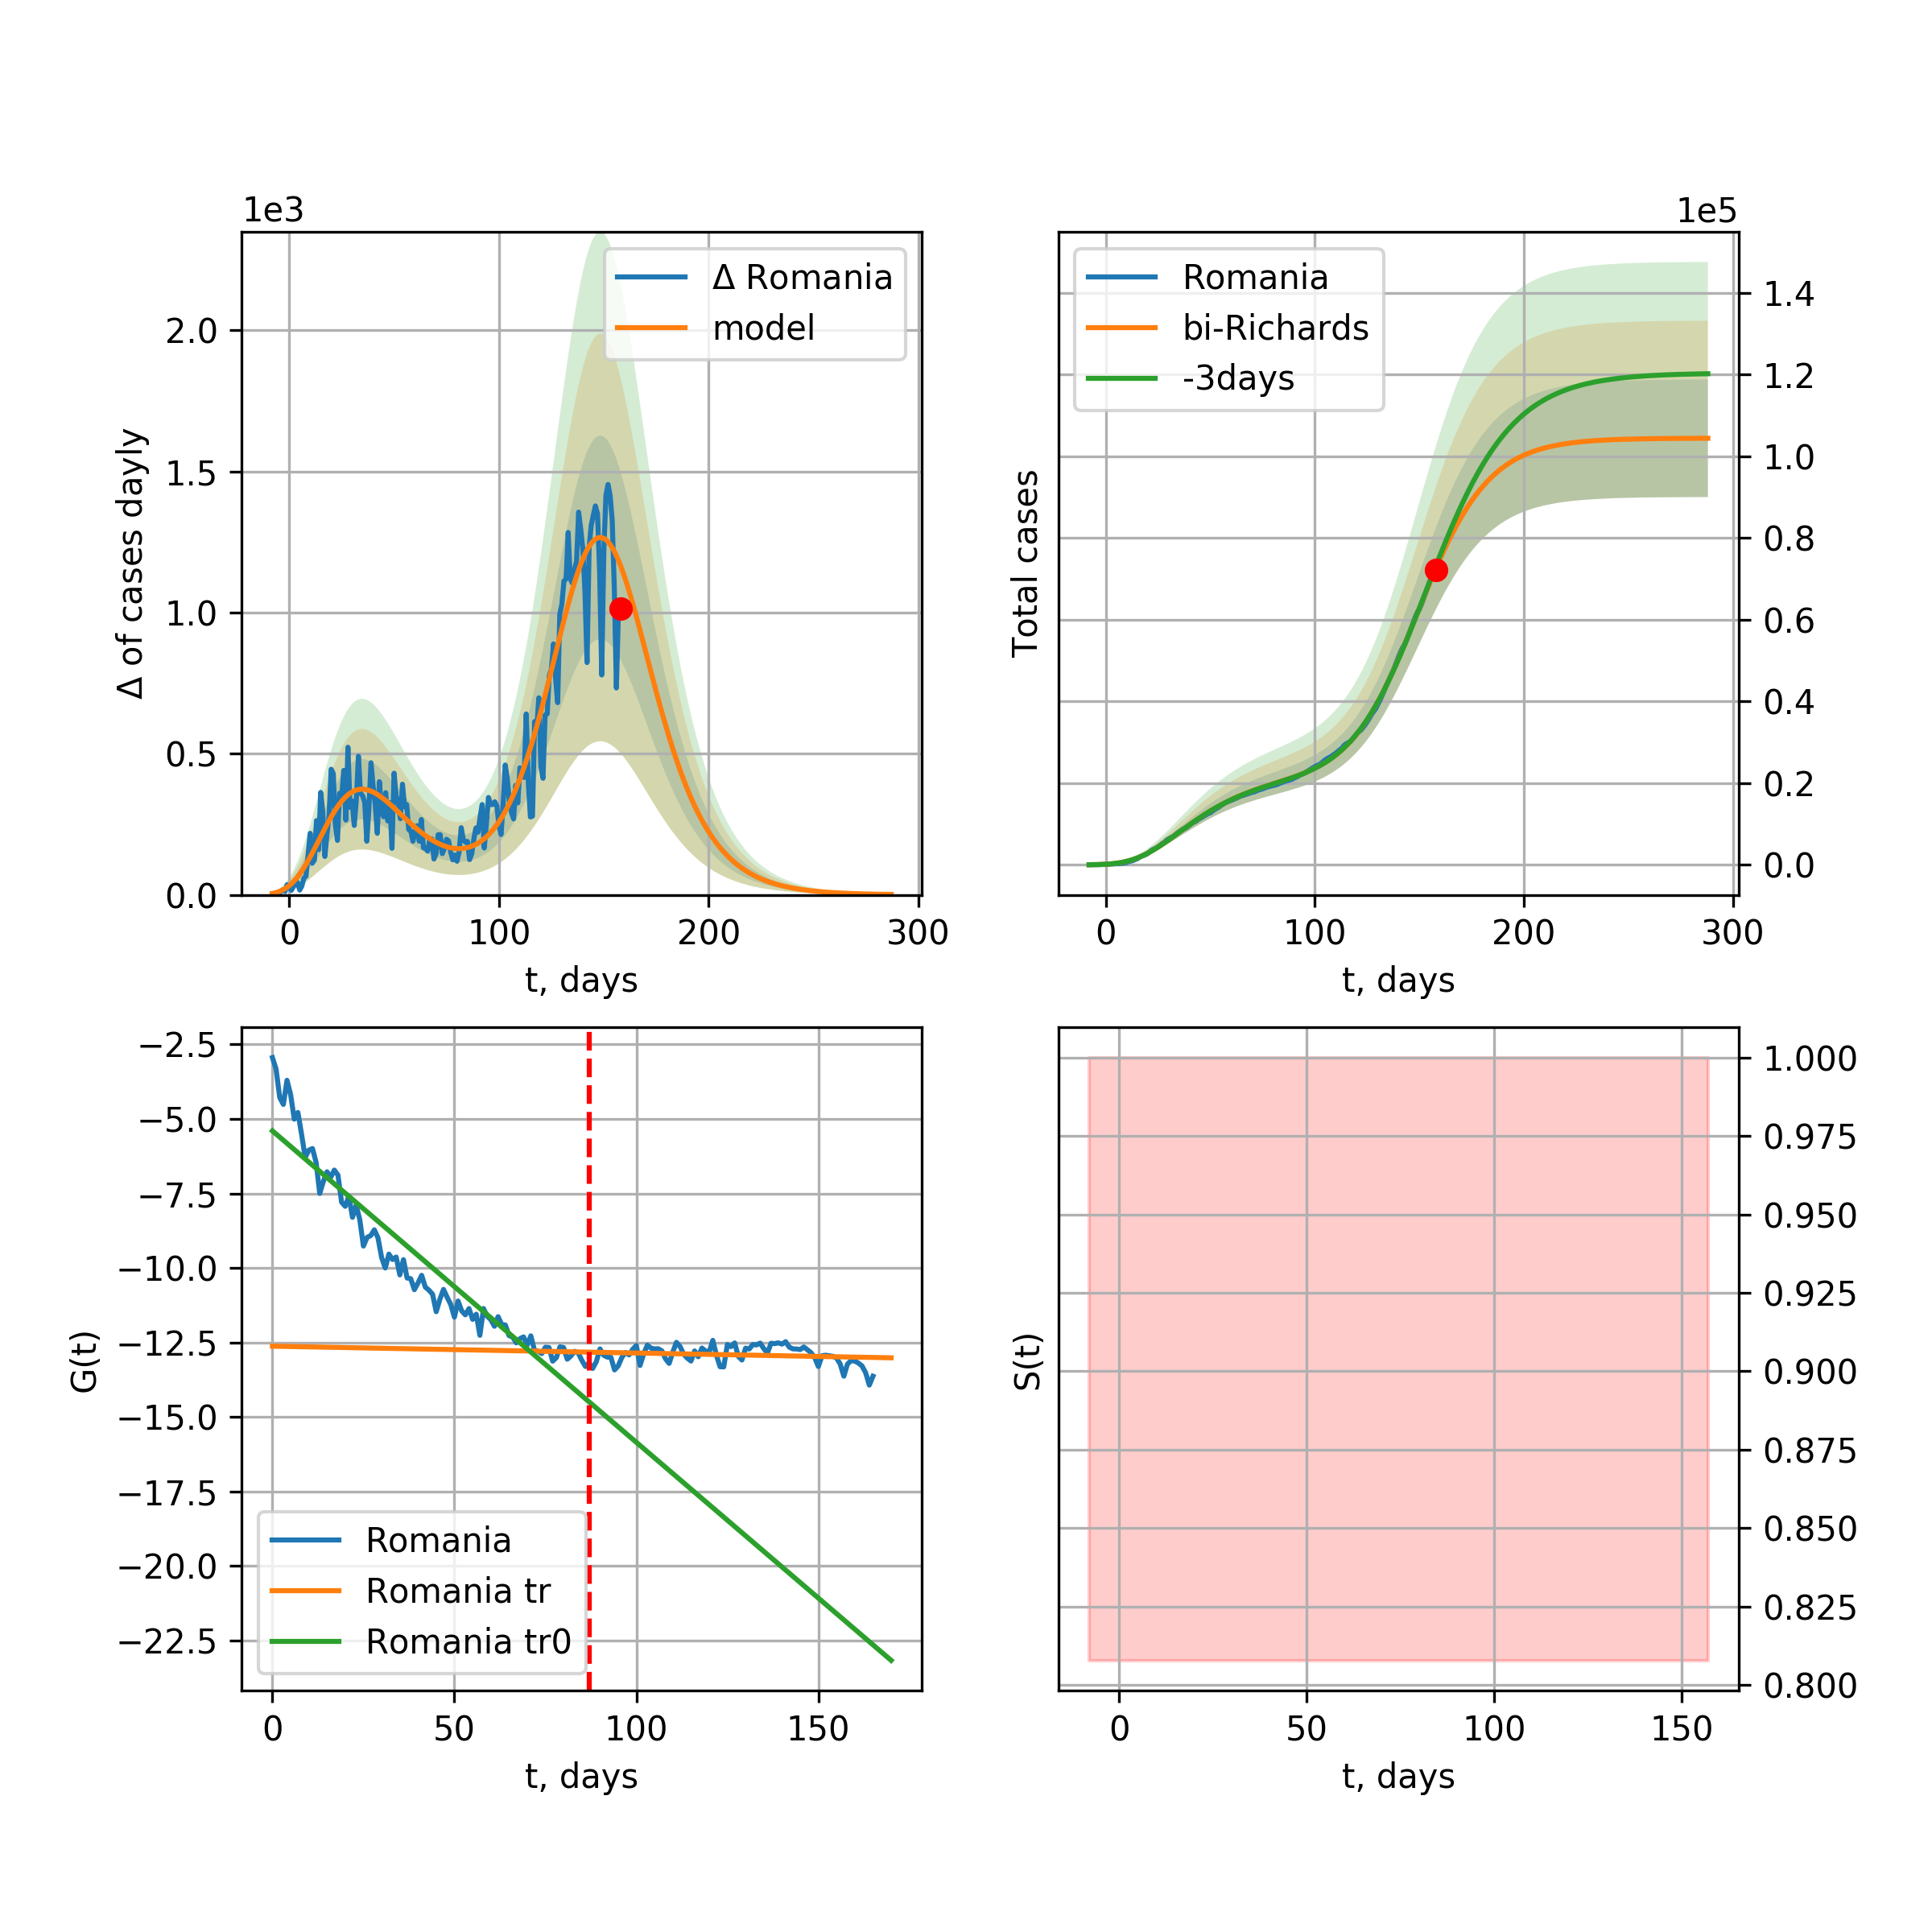 1e3
Δ Romania
model
2.0
1.5
1.0
0.5
0.0
Δ of cases dayly
0
100
200
300
t, days
1e5
Romania
bi-Richards
-3days
1.4
1.2
1.0
0.8
0.6
0.4
0.2
0.0
Total cases
0
100
200
300
t, days
−2.5
−5.0
−7.5
−10.0
−12.5
−15.0
−17.5
−20.0
−22.5
G(t)
Romania
Romania tr
Romania tr0
0
50
100
150
t, days
1.000
0.975
0.950
0.925
0.900
0.875
0.850
0.825
0.800
S(t)
0
50
100
150
t, days